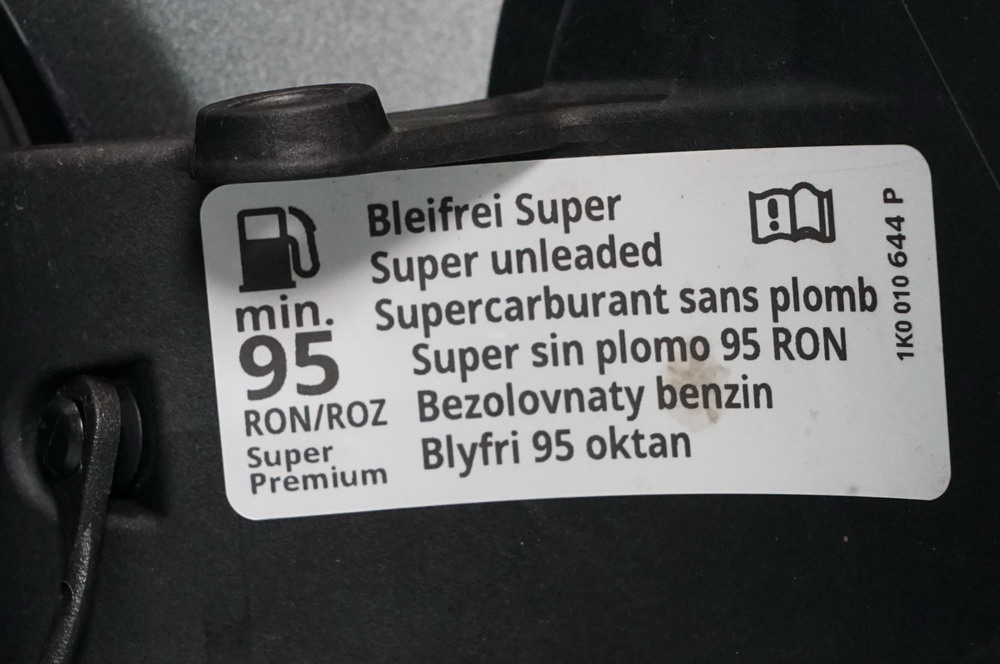 min.
95
RON/ROZ
Super
Premium
Bleifrei Super
Super unleaded
Supercarburant sans plomb
Super sin plomo 95 RON
Bezolovnaty benzin
Blyfri 95 oktan
1K0 010 644 P